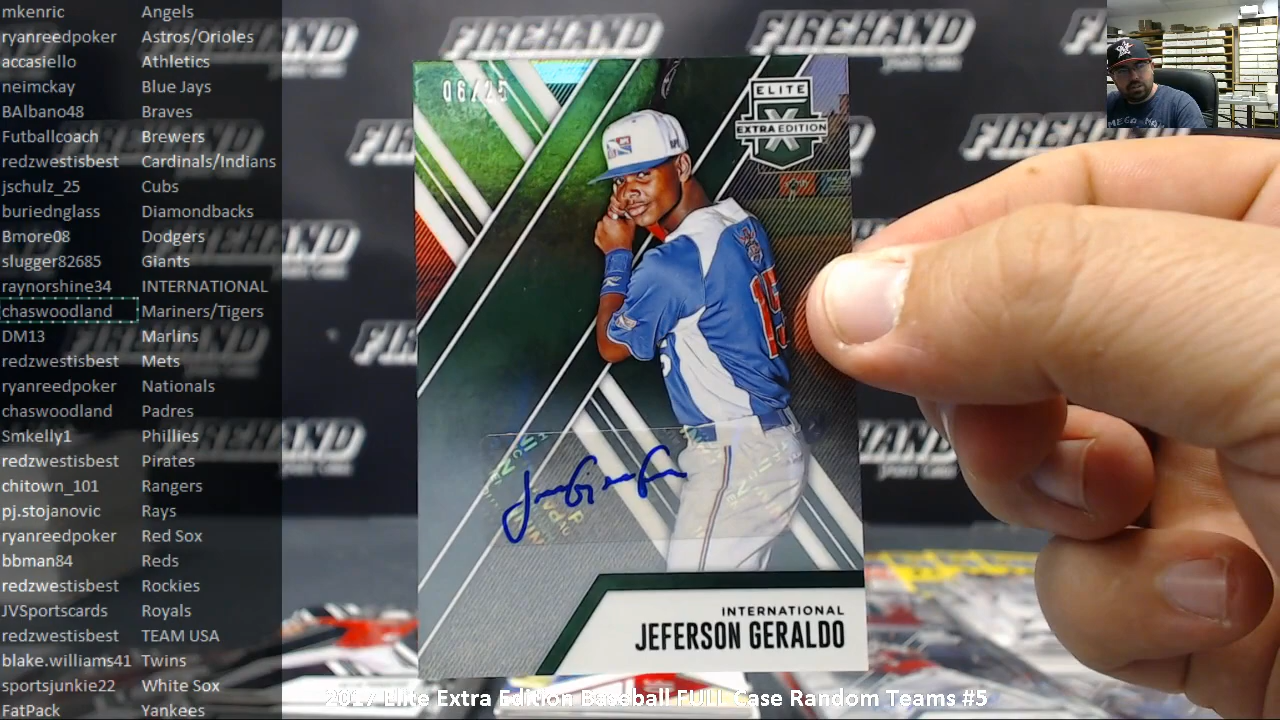 mkenric Angels
ryanreedpoker Astros/Orioles
accasiello Athletics
neimckay Blue Jays
BAlbano48 Braves
Futballcoach Brewers
redzwestisbest Cardinals/Indians
jschulz_25 Cubs
buriednglass Diamondbacks
Bmore08 Dodgers
slugger82685 Giants
raynorshine34 INTERNATIONAL
chaswoodland Mariners/Tigers
DM13 Marlins
redzwestisbest Mets
ryanreedpoker Nationals
chaswoodland Padres
Smkelly1 Phillies
redzwestisbest Pirates
chitown_101 Rangers
pj.stojanovic Rays
ryanreedpoker Red Sox
bbman84 Reds
redzwestisbest Rockies
JVSportscards Royals
redzwestisbest TEAM USA
blake.williams41 Twins
sportsjunkie22 White Sox
FatPack Yankees
FIREHAND
FIREHAND
FIREHAND
06/25
ELITE
X
EXTRA EDITION
15
INTERNATIONAL
JEFERSON GERALDO
2017 Elite Extra Edition Baseball FULL Case Random Teams #5